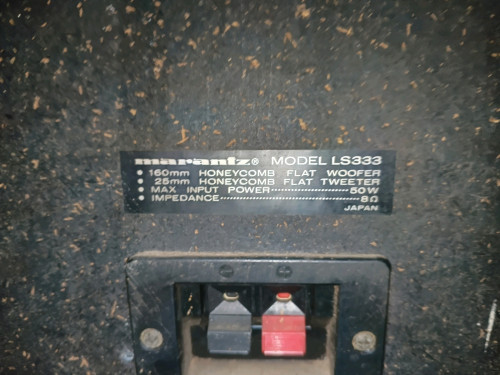 marantz® MODEL LS333
• 160mm HONEYCOMB FLAT WOOFER
• 25mm HONEYCOMB FLAT TWEETER
• MAX INPUT POWER 50W
• IMPEDANCE 8Ω
JAPAN